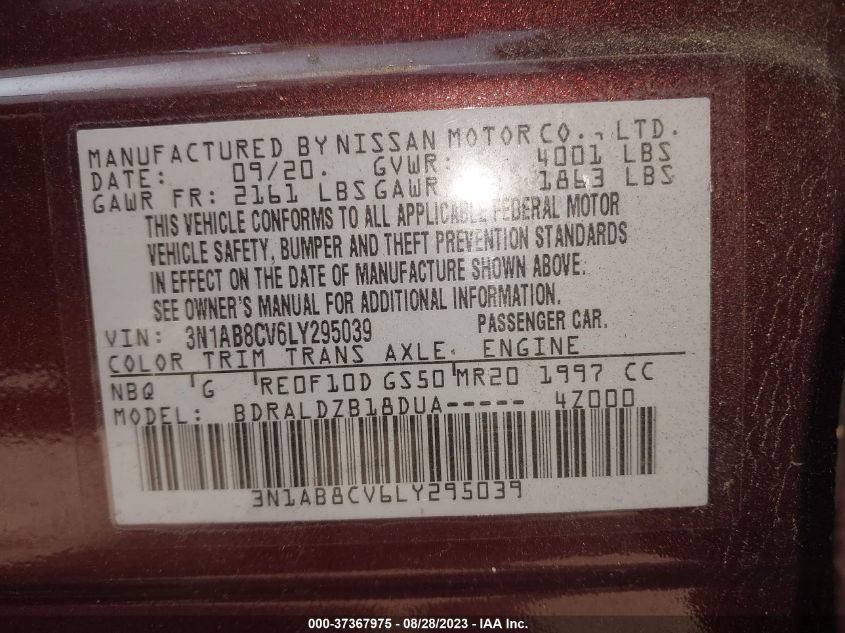 MANUFACTURED BY NISSAN MOTOR CO., LTD.
DATE: 09/20. GVWR: 4001 LBS
GAWR FR: 2161 LBS GAWR 1863 LBS
THIS VEHICLE CONFORMS TO ALL APPLICABLE FEDERAL MOTOR
VEHICLE SAFETY, BUMPER AND THEFT PREVENTION STANDARDS
IN EFFECT ON THE DATE OF MANUFACTURE SHOWN ABOVE.
SEE OWNER'S MANUAL FOR ADDITIONAL INFORMATION.
VIN: 3N1AB8CV6LY295039 PASSENGER CAR.
COLOR TRIM TRANS AXLE ENGINE
NBQ G RE0F10D GS50 MR20 1997 CC
MODEL: BDRALDZB18DUA----- 4Z000
3N1AB8CV6LY295039
000-37367975 - 08/28/2023 - IAA Inc.